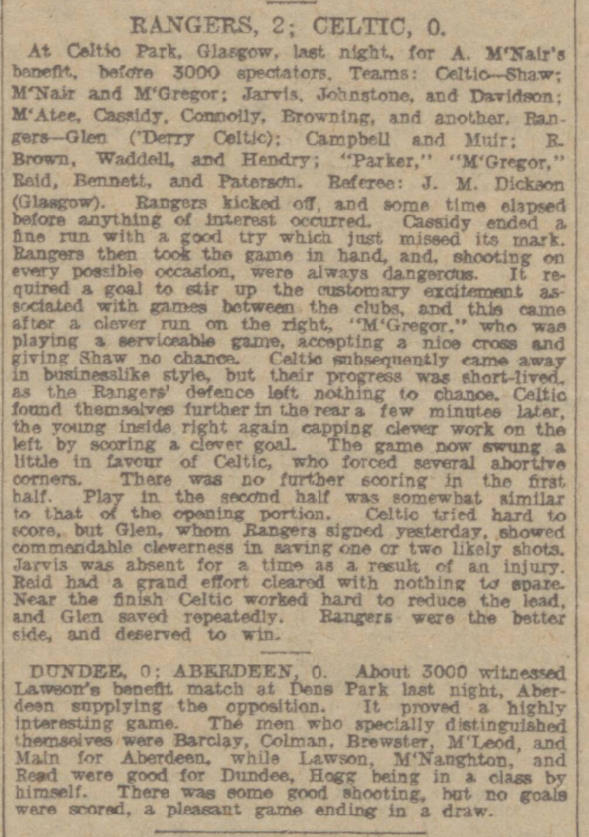 RANGERS, 2; CELTIC, 0.
At Celtic Park, Glasgow, last night, for A. M'Nair's
benefit, before 3000 spectators. Teams: Celtic—Shaw;
M'Nair and M'Gregor; Jarvis, Johnstone, and Davidson;
M'Atee, Cassidy, Connolly, Browning, and another. Ran-
gers—Glen ('Derry Celtic); Campbell and Muir; R.
Brown, Waddell, and Hendry; "Parker," "M'Gregor,"
Reid, Bennett, and Paterson. Referee: J. M. Dickson
(Glasgow). Rangers kicked off, and some time elapsed
before anything of interest occurred. Cassidy ended a
fine run with a good try which just missed its mark.
Rangers then took the game in hand, and, shooting on
every possible occasion, were always dangerous. It re-
quired a goal to stir up the customary excitement as-
sociated with games between the clubs, and this came
after a clever run on the right, "M'Gregor," who was
playing a serviceable game, accepting a nice cross and
giving Shaw no chance. Celtic subsequently came away
in businesslike style, but their progress was short-lived,
as the Rangers' defence left nothing to chance. Celtic
found themselves further in the rear a few minutes later,
the young inside right again capping clever work on the
left by scoring a clever goal. The game now swung a
little in favour of Celtic, who forced several abortive
corners. There was no further scoring in the first
half. Play in the second half was somewhat similar
to that of the opening portion. Celtic tried hard to
score, but Glen, whom Rangers signed yesterday, showed
commendable cleverness in saving one or two likely shots.
Jarvis was absent for a time as a result of an injury.
Reid had a grand effort cleared with nothing to spare.
Near the finish Celtic worked hard to reduce the lead,
and Glen saved repeatedly. Rangers were the better
side, and deserved to win.
DUNDEE, 0; ABERDEEN, 0. About 3000 witnessed
Lawson's benefit match at Dens Park last night, Aber-
deen supplying the opposition. It proved a highly
interesting game. The men who specially distinguished
themselves were Barclay, Colman, Brewster, M'Leod, and
Main for Aberdeen, while Lawson, M'Naughton, and
Read were good for Dundee, Hogg being in a class by
himself. There was some good shooting, but no goals
were scored, a pleasant game ending in a draw.